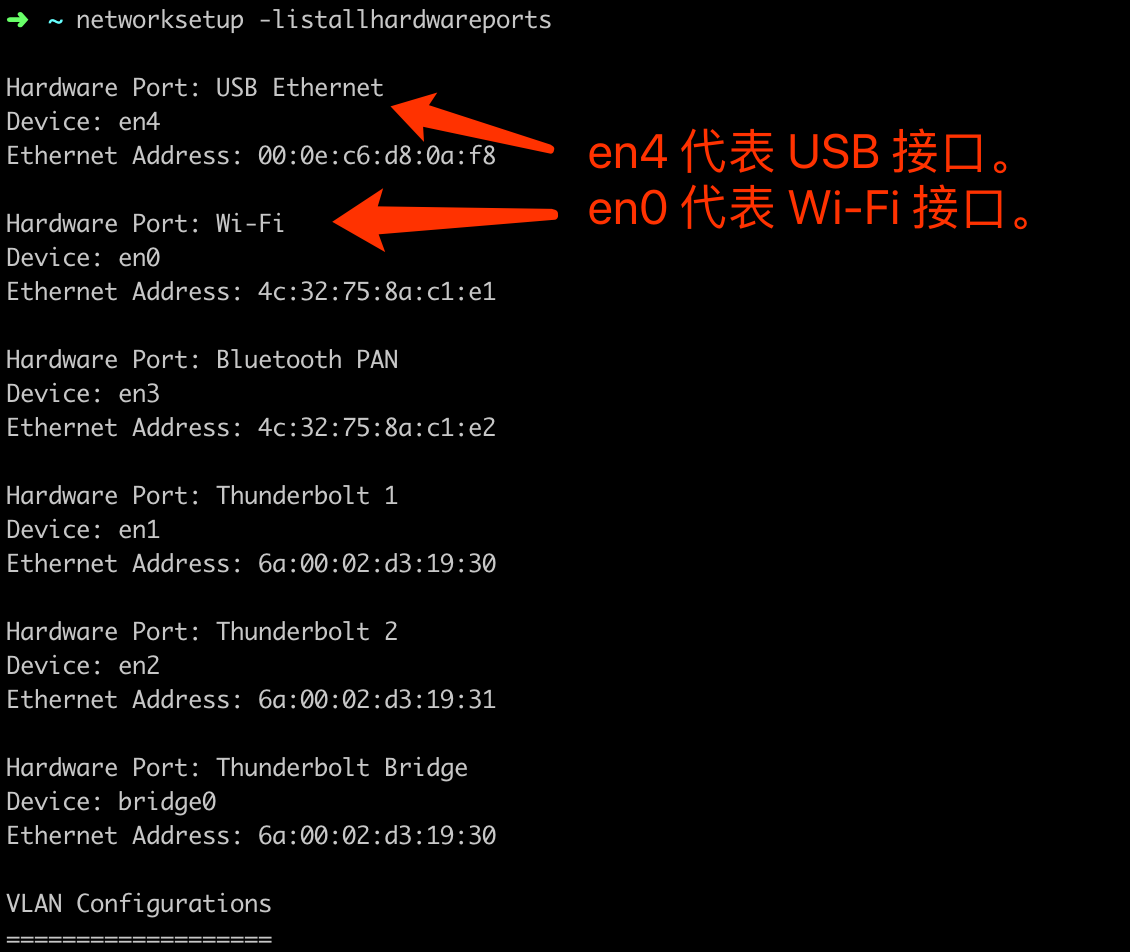 ➜ ~ networksetup -listallhardwareports
Hardware Port: USB Ethernet
Device: en4
Ethernet Address: 00:0e:c6:d8:0a:f8
en4 代表 USB 接口。
en0 代表 Wi-Fi 接口。
Hardware Port: Wi-Fi
Device: en0
Ethernet Address: 4c:32:75:8a:c1:e1
Hardware Port: Bluetooth PAN
Device: en3
Ethernet Address: 4c:32:75:8a:c1:e2
Hardware Port: Thunderbolt 1
Device: en1
Ethernet Address: 6a:00:02:d3:19:30
Hardware Port: Thunderbolt 2
Device: en2
Ethernet Address: 6a:00:02:d3:19:31
Hardware Port: Thunderbolt Bridge
Device: bridge0
Ethernet Address: 6a:00:02:d3:19:30
VLAN Configurations
===================